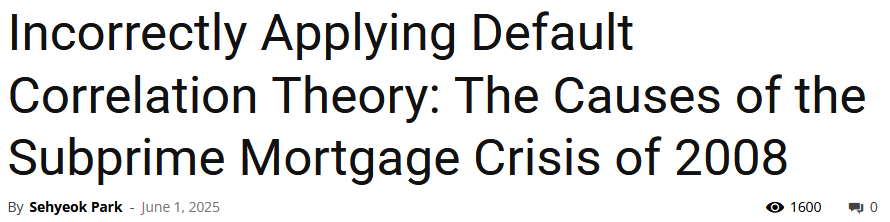 Incorrectly Applying Default
Correlation Theory: The Causes of the
Subprime Mortgage Crisis of 2008
By Sehyeok Park - June 1, 2025 1600 0